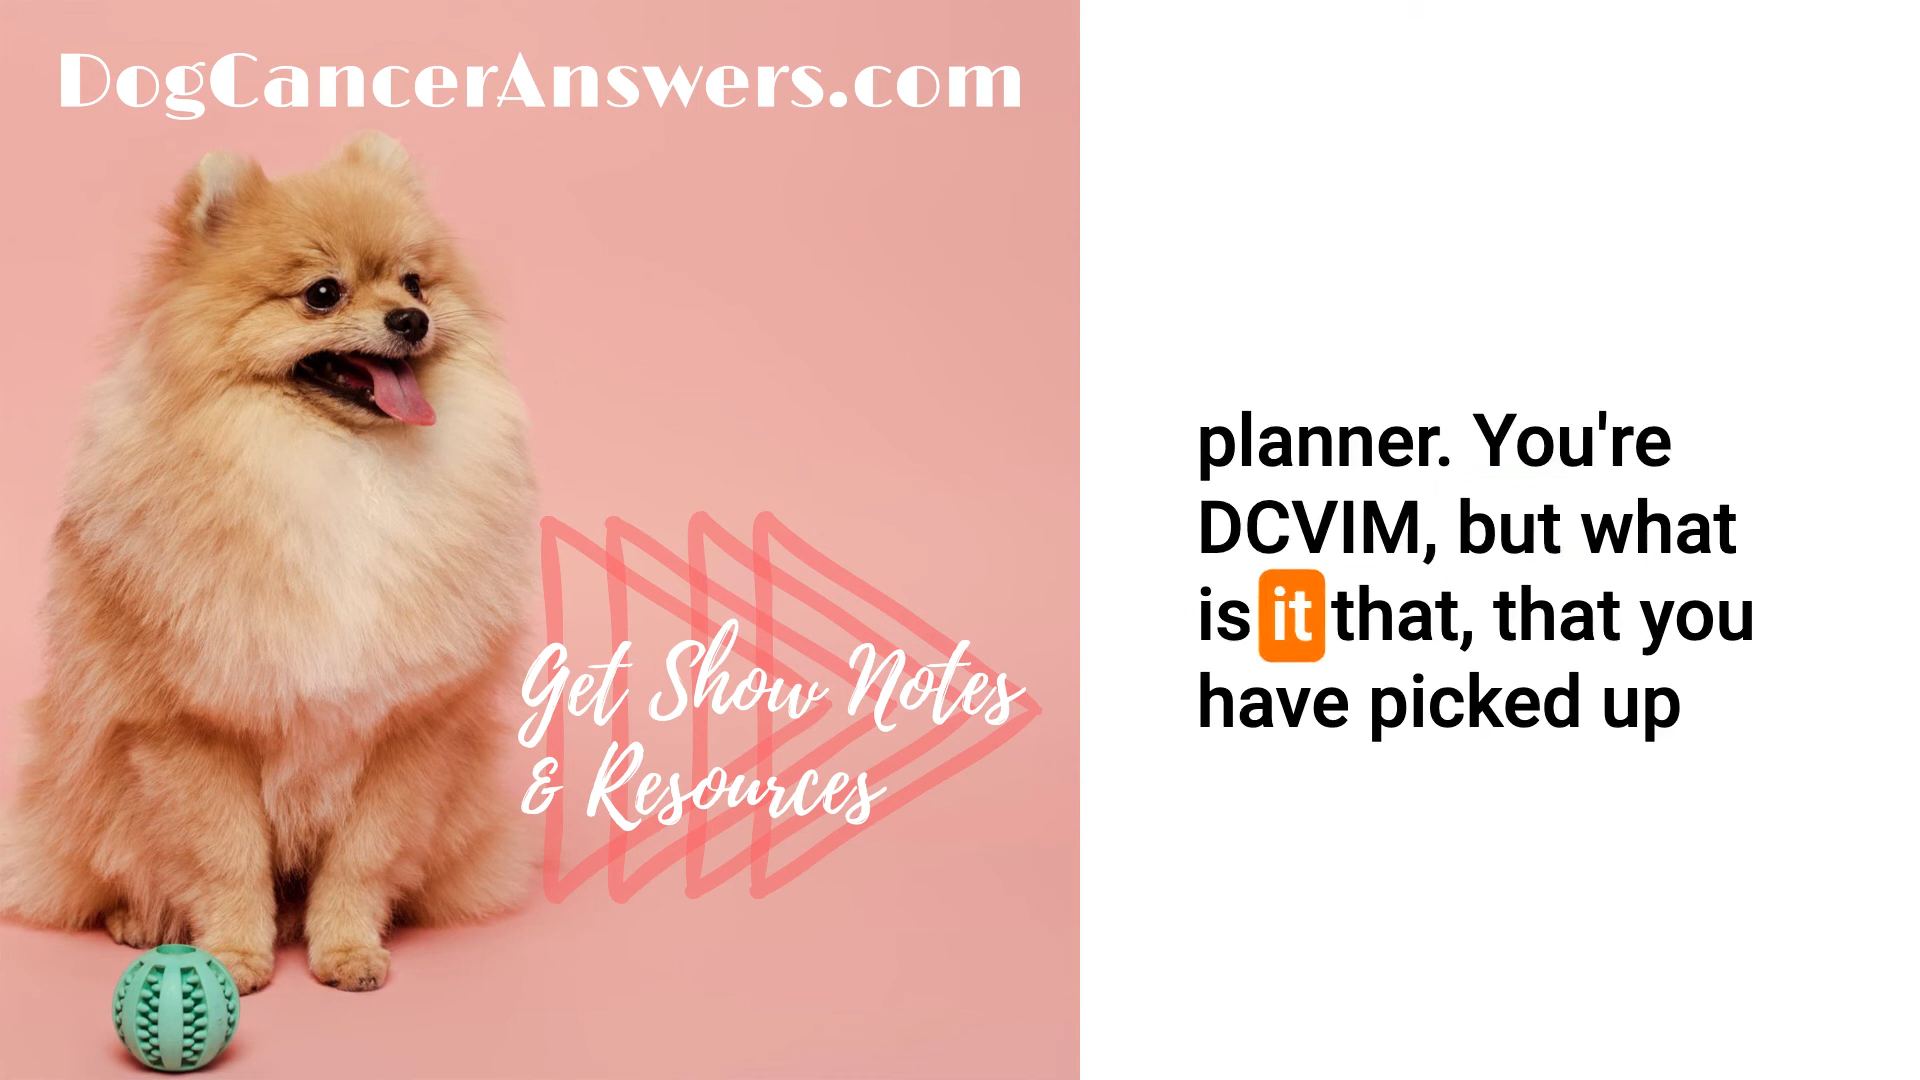 DogCancerAnswers.com
Get Show Notes
& Resources
planner. You're
DCVIM, but what
is it that, that you
have picked up